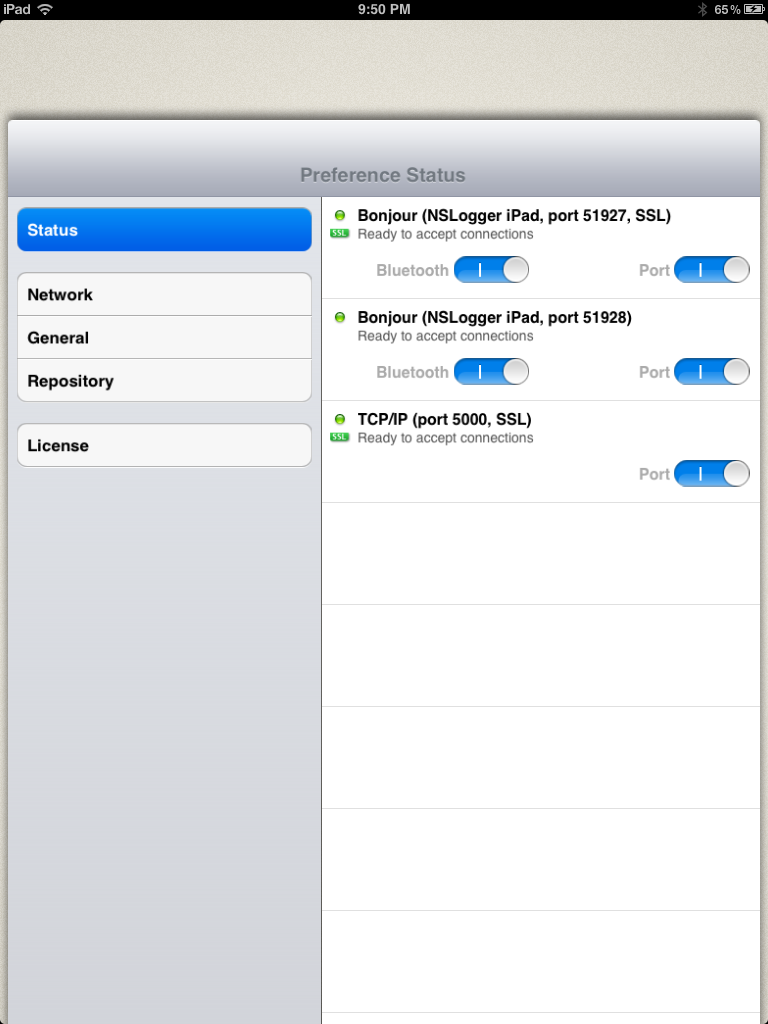 iPad 9:50 PM 65%
Preference Status
Status
Network
General
Repository
License
Bonjour (NSLogger iPad, port 51927, SSL)
SSL Ready to accept connections
Bluetooth Port
Bonjour (NSLogger iPad, port 51928)
Ready to accept connections
Bluetooth Port
TCP/IP (port 5000, SSL)
SSL Ready to accept connections
Port